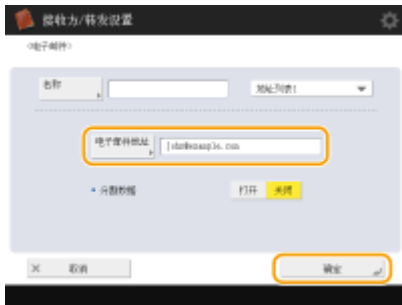 接收方/转发设置
<电子邮件>
名称
地址列表1
电子邮件地址
john@example.com
分割数据
打开 关闭
× 取消
确定